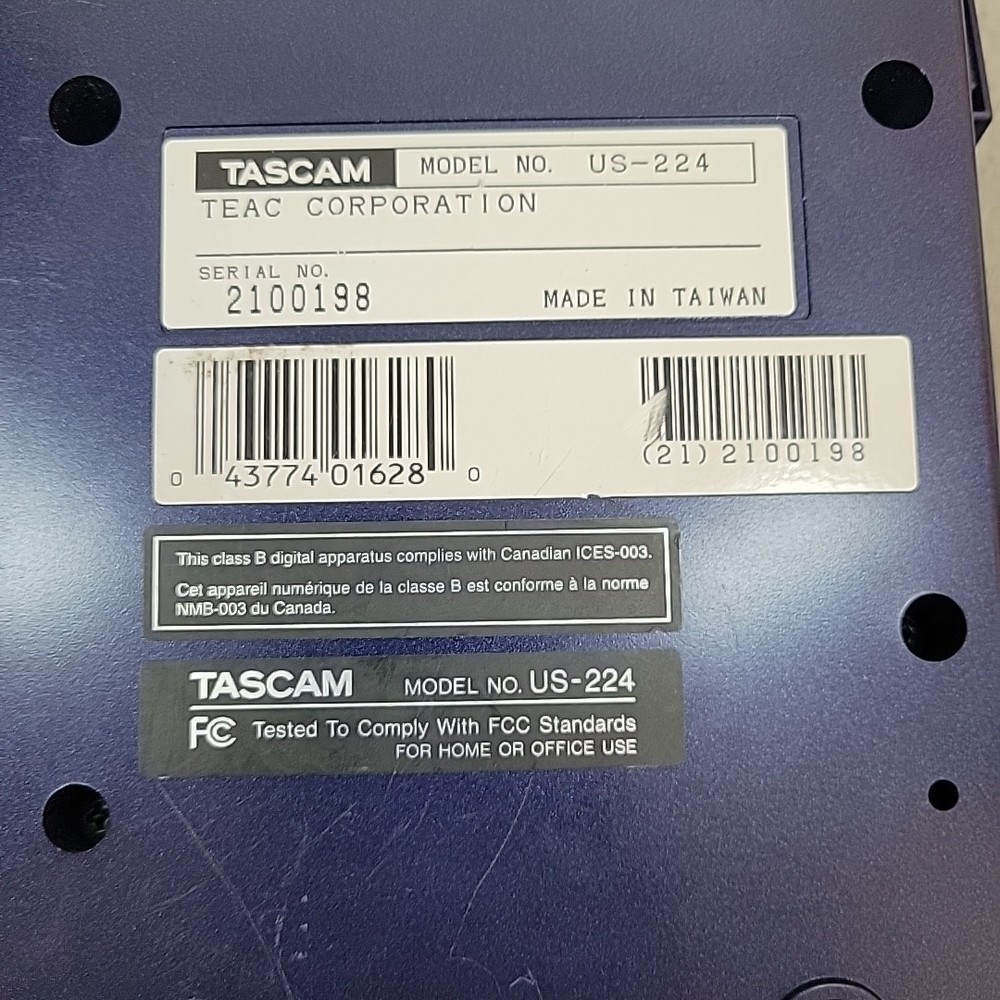 TASCAM MODEL NO. US-224
TEAC CORPORATION
SERIAL NO.
2100198 MADE IN TAIWAN
0 43774 01628 0
(21) 2100198
This class B digital apparatus complies with Canadian ICES-003.
Cet appareil numérique de la classe B est conforme à la norme
NMB-003 du Canada.
TASCAM MODEL NO. US-224
FC Tested To Comply With FCC Standards
FOR HOME OR OFFICE USE